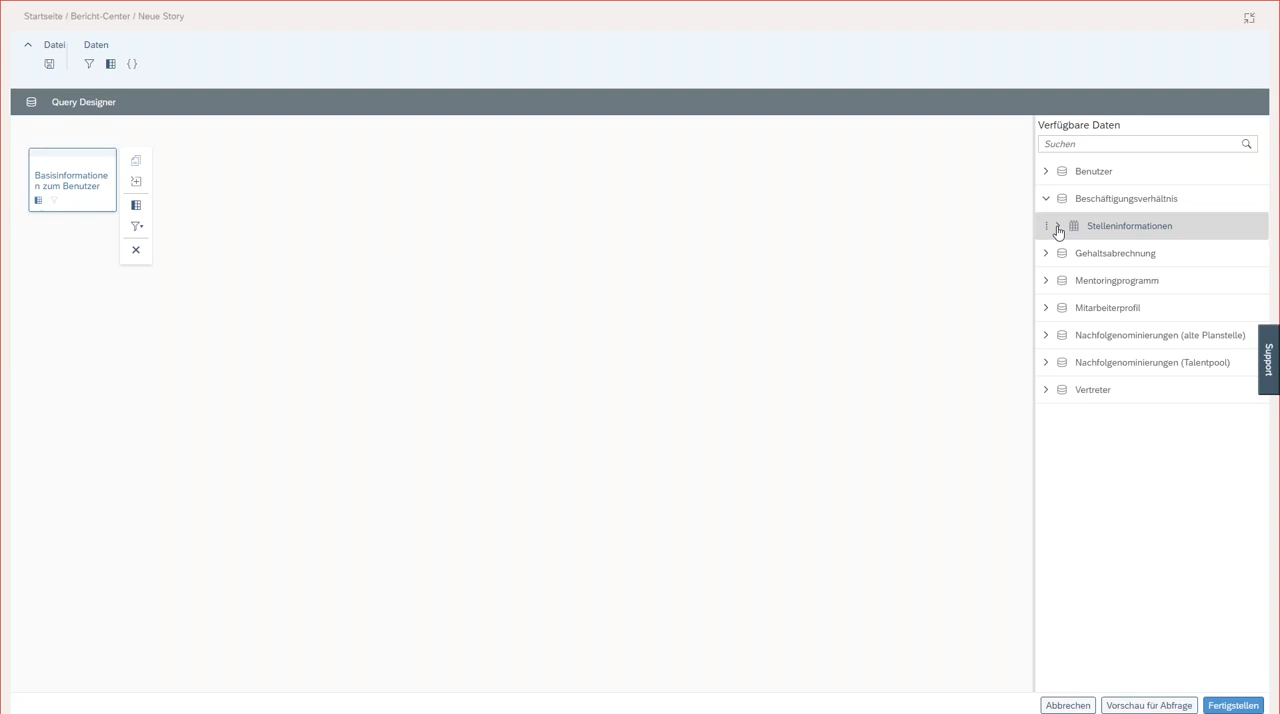 Startseite / Bericht-Center / Neue Story
Datei
Daten
Query Designer
Basisinformatione
n zum Benutzer
Verfügbare Daten
Suchen
Benutzer
Beschäftigungsverhältnis
Stelleninformationen
Gehaltsabrechnung
Mentoringprogramm
Mitarbeiterprofil
Nachfolgenominierungen (alte Planstelle)
Nachfolgenominierungen (Talentpool)
Vertreter
Support
Abbrechen
Vorschau für Abfrage
Fertigstellen